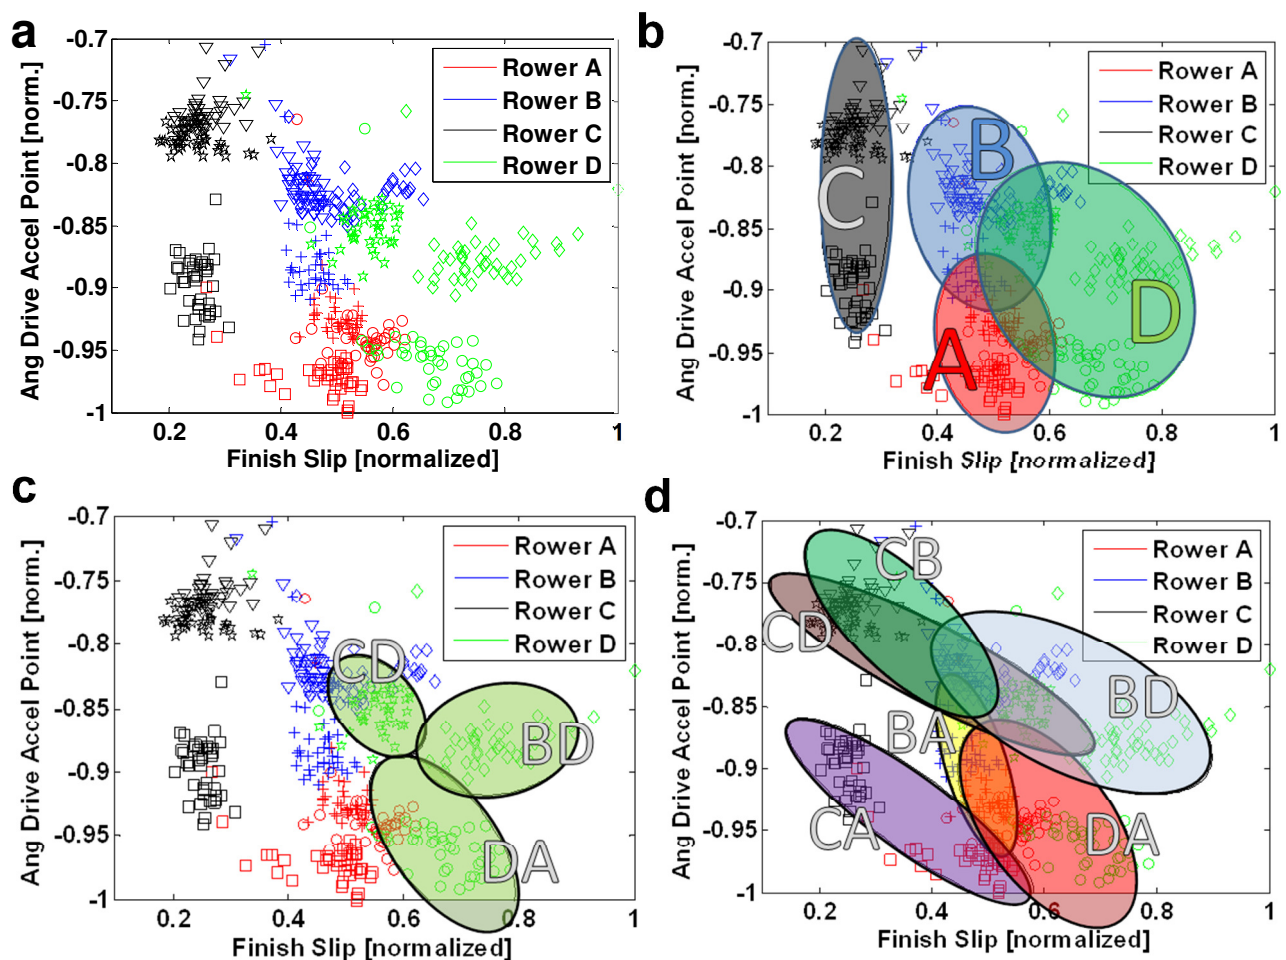 a
-0.7
-0.75
-0.8
-0.85
-0.9
-0.95
-1
Ang Drive Accel Point [norm.]
Rower A
Rower B
Rower C
Rower D
0.2
0.4
0.6
0.8
1
Finish Slip [normalized]
b
-0.7
-0.75
-0.8
-0.85
-0.9
-0.95
-1
Ang Drive Accel Point [norm.]
Rower A
Rower B
Rower C
Rower D
B
C
D
A
0.2
0.4
0.6
0.8
1
Finish Slip [normalized]
c
-0.7
-0.75
-0.8
-0.85
-0.9
-0.95
-1
Ang Drive Accel Point [norm.]
Rower A
Rower B
Rower C
Rower D
CD
BD
DA
0.2
0.4
0.6
0.8
1
Finish Slip [normalized]
d
-0.7
-0.75
-0.8
-0.85
-0.9
-0.95
-1
Ang Drive Accel Point [norm.]
Rower A
Rower B
Rower C
Rower D
CB
CD
BD
BA
CA
DA
0.2
0.4
0.6
0.8
1
Finish Slip [normalized]